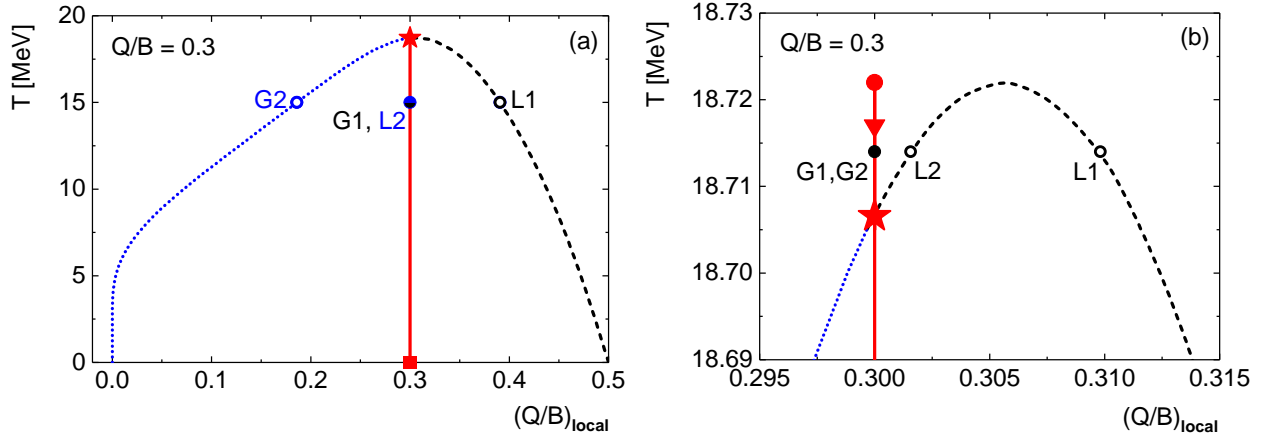 (a)
Q/B = 0.3
T [MeV]
20
15
10
5
0
G2
G1, L2
L1
0.0 0.1 0.2 0.3 0.4 0.5
(Q/B)local
(b)
Q/B = 0.3
T [MeV]
18.73
18.72
18.71
18.70
18.69
G1,G2
L2
L1
0.295 0.300 0.305 0.310 0.315
(Q/B)local